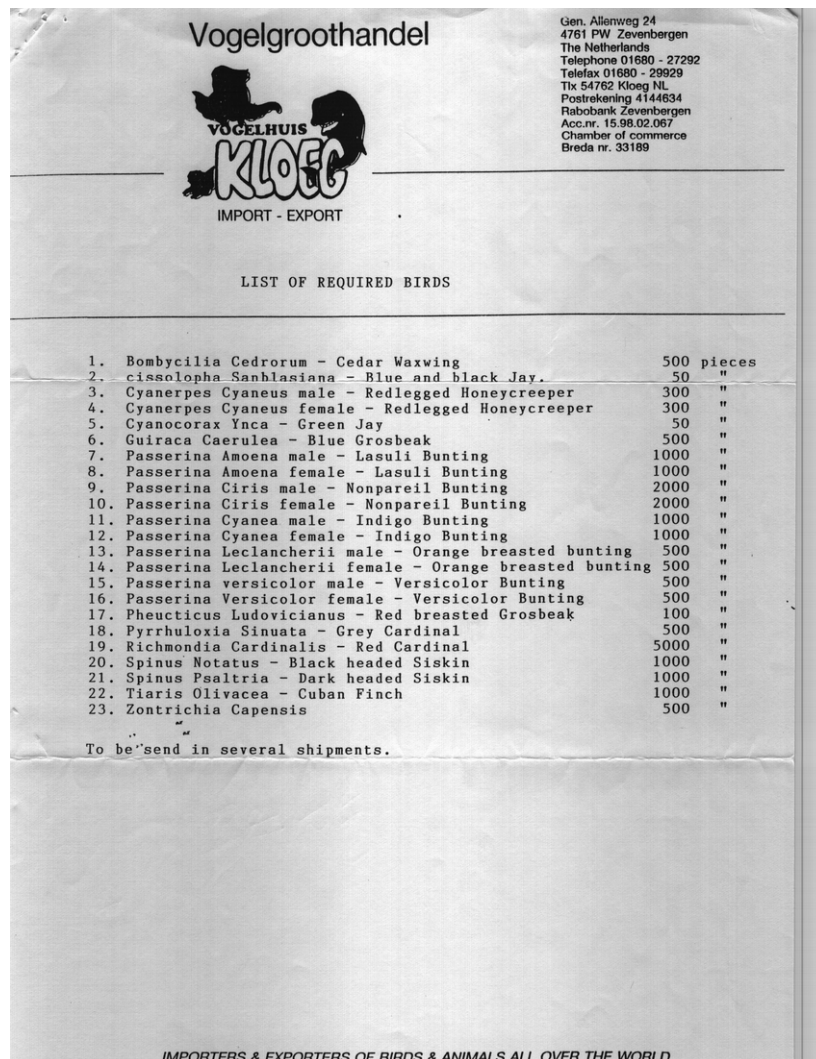 Vogelgroothandel
Gen. Allenweg 24
4761 PW Zevenbergen
The Netherlands
Telephone 01680 - 27292
Telefax 01680 - 29929
Tlx 54762 Kloeg NL
Postrekening 4144634
Rabobank Zevenbergen
Acc.nr. 15.98.02.067
Chamber of commerce
Breda nr. 33189
VOGELHUIS
KLOEG
IMPORT - EXPORT
LIST OF REQUIRED BIRDS
1. Bombycilia Cedrorum - Cedar Waxwing 500 pieces
2. cissolopha Sanblasiana - Blue and black Jay. 50 "
3. Cyanerpes Cyaneus male - Redlegged Honeycreeper 300 "
4. Cyanerpes Cyaneus female - Redlegged Honeycreeper 300 "
5. Cyanocorax Ynca - Green Jay 50 "
6. Guiraca Caerulea - Blue Grosbeak 500 "
7. Passerina Amoena male - Lasuli Bunting 1000 "
8. Passerina Amoena female - Lasuli Bunting 1000 "
9. Passerina Ciris male - Nonpareil Bunting 2000 "
10. Passerina Ciris female - Nonpareil Bunting 2000 "
11. Passerina Cyanea male - Indigo Bunting 1000 "
12. Passerina Cyanea female - Indigo Bunting 1000 "
13. Passerina Leclancherii male - Orange breasted bunting 500 "
14. Passerina Leclancherii female - Orange breasted bunting 500 "
15. Passerina versicolor male - Versicolor Bunting 500 "
16. Passerina Versicolor female - Versicolor Bunting 500 "
17. Pheucticus Ludovicianus - Red breasted Grosbeak 100 "
18. Pyrrhuloxia Sinuata - Grey Cardinal 500 "
19. Richmondia Cardinalis - Red Cardinal 5000 "
20. Spinus Notatus - Black headed Siskin 1000 "
21. Spinus Psaltria - Dark headed Siskin 1000 "
22. Tiaris Olivacea - Cuban Finch 1000 "
23. Zontrichia Capensis 500 "
To be send in several shipments.
IMPORTERS & EXPORTERS OF BIRDS & ANIMALS ALL OVER THE WORLD